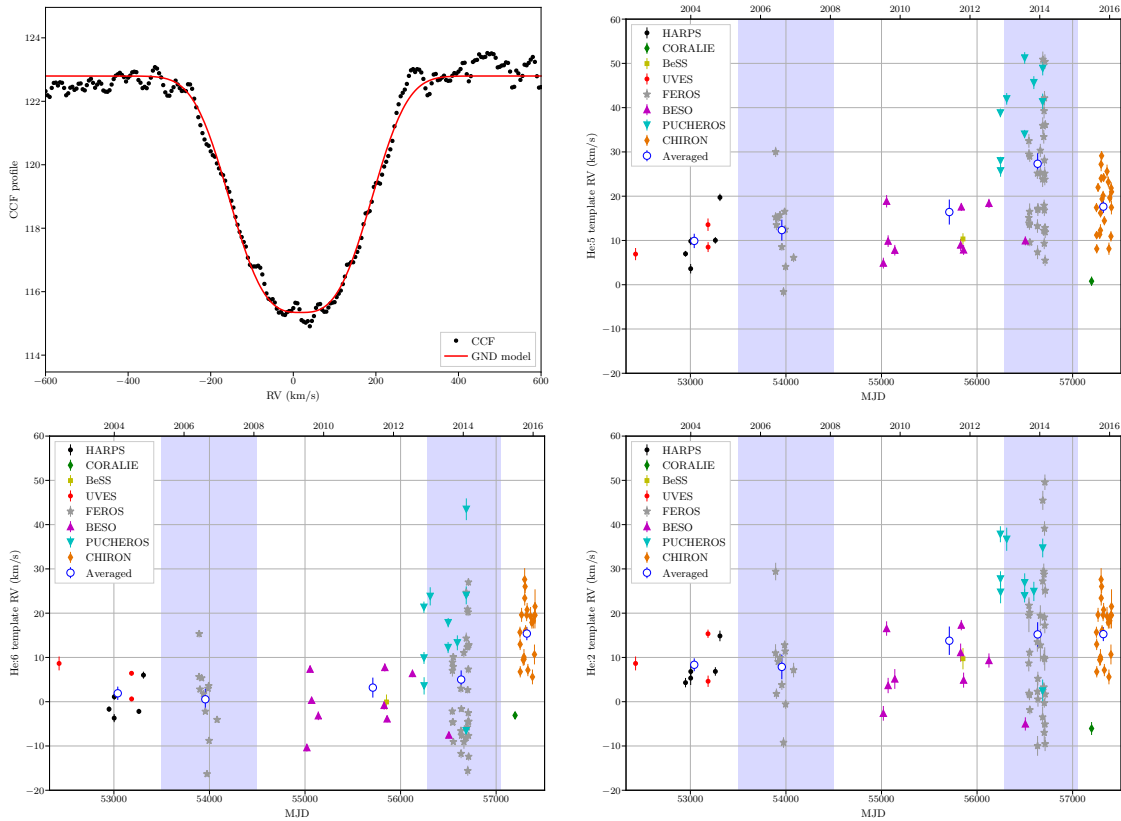 124
122
120
118
116
114
CCF profile
−600
−400
−200
0
200
400
600
RV (km/s)
CCF
GND model
2004
2006
2008
2010
2012
2014
2016
60
50
40
30
20
10
0
−10
−20
He:5 template RV (km/s)
HARPS
CORALIE
BeSS
UVES
FEROS
BESO
PUCHEROS
CHIRON
Averaged
53000
54000
55000
56000
57000
MJD
2004
2006
2008
2010
2012
2014
2016
60
50
40
30
20
10
0
−10
−20
He:6 template RV (km/s)
HARPS
CORALIE
BeSS
UVES
FEROS
BESO
PUCHEROS
CHIRON
Averaged
53000
54000
55000
56000
57000
MJD
2004
2006
2008
2010
2012
2014
2016
60
50
40
30
20
10
0
−10
−20
He:2 template RV (km/s)
HARPS
CORALIE
BeSS
UVES
FEROS
BESO
PUCHEROS
CHIRON
Averaged
53000
54000
55000
56000
57000
MJD